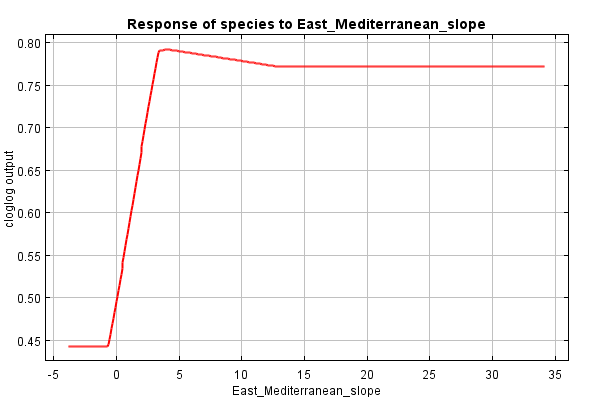 Response of species to East_Mediterranean_slope
cloglog output
0.80
0.75
0.70
0.65
0.60
0.55
0.50
0.45
-5 0 5 10 15 20 25 30 35
East_Mediterranean_slope